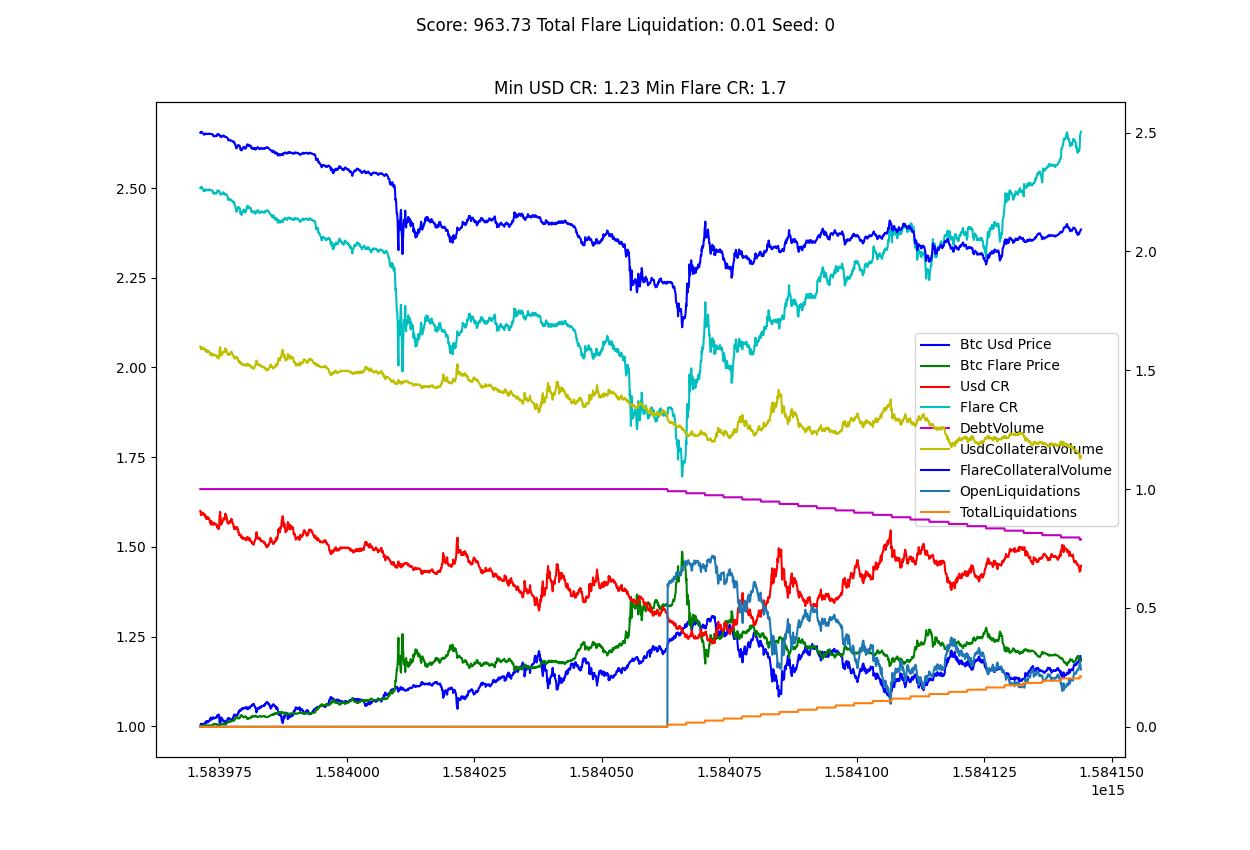 Score: 963.73 Total Flare Liquidation: 0.01 Seed: 0
Min USD CR: 1.23 Min Flare CR: 1.7
2.50
2.25
2.00
1.75
1.50
1.25
1.00
2.5
2.0
1.5
1.0
0.5
0.0
Btc Usd Price
Btc Flare Price
Usd CR
Flare CR
DebtVolume
UsdCollateralVolume
FlareCollateralVolume
OpenLiquidations
TotalLiquidations
1.583975 1.584000 1.584025 1.584050 1.584075 1.584100 1.584125 1.584150
1e15